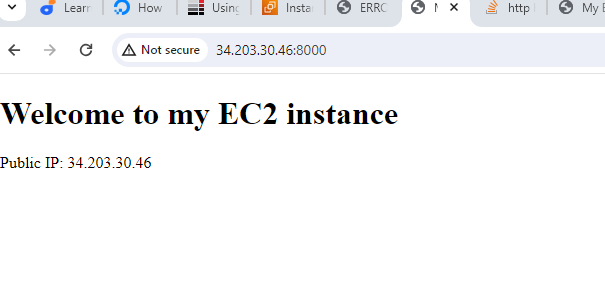 Learn
How
Using
Insta
ERRC
http
My E
Not secure
34.203.30.46:8000
Welcome to my EC2 instance
Public IP: 34.203.30.46